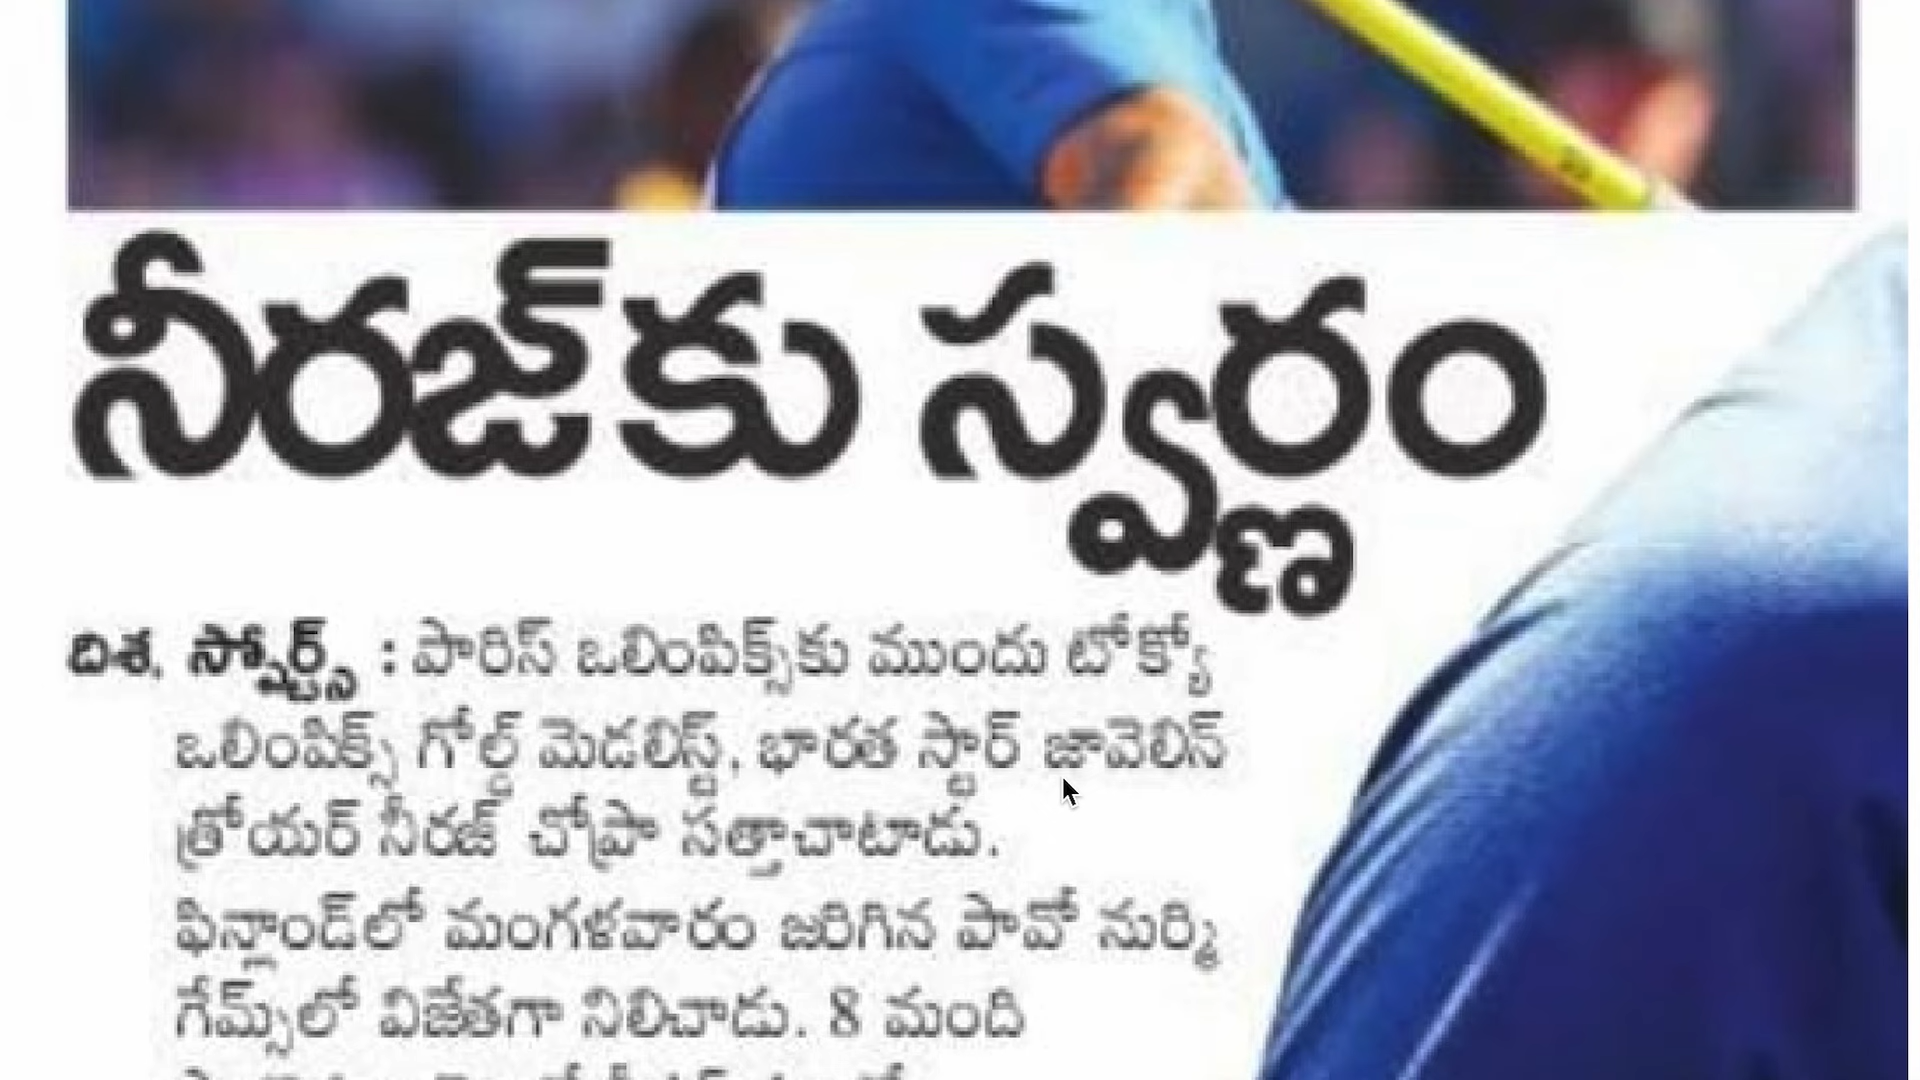 నీరజ్‌కు స్వర్ణం
దిశ, స్పోర్ట్స్ : పారిస్ ఒలింపిక్స్‌కు ముందు టోక్యో
ఒలింపిక్స్ గోల్డ్ మెడలిస్ట్, భారత స్టార్ జావెలిన్
త్రోయర్ నీరజ్ చోప్రా సత్తాచాటాడు.
ఫిన్లాండ్‌లో మంగళవారం జరిగిన పావో నుర్మి
గేమ్స్‌లో విజేతగా నిలిచాడు. 8 మంది